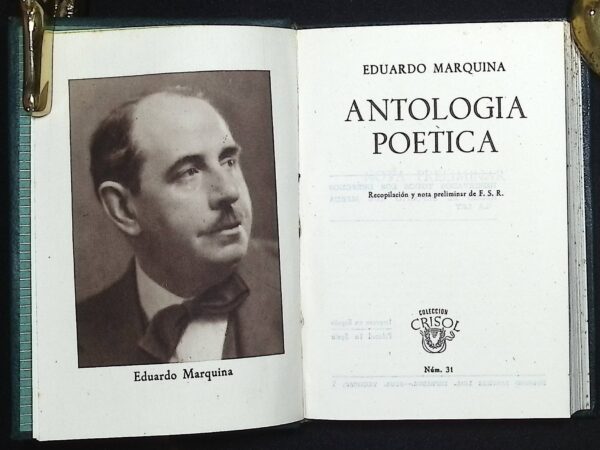 Eduardo Marquina
EDUARDO MARQUINA
ANTOLOGIA
POETICA
Recopilación y nota preliminar de F. S. R.
COLECCION
CRISOL
Núm. 31